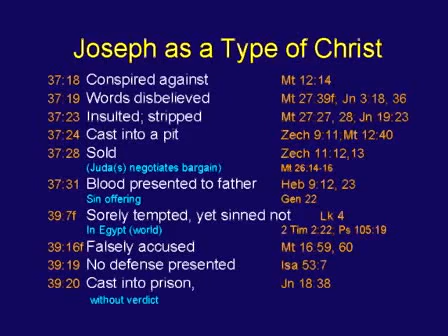 Joseph as a Type of Christ
37:18 Conspired against Mt 12:14
37:19 Words disbelieved Mt 27:39f, Jn 3:18, 36
37:23 Insulted; stripped Mt 27:27, 28; Jn 19:23
37:24 Cast into a pit Zech 9:11; Mt 12:40
37:28 Sold Zech 11:12,13
(Juda(s) negotiates bargain) Mt 26:14-16
37:31 Blood presented to father Heb 9:12, 23
Sin offering Gen 22
39:7f Sorely tempted, yet sinned not Lk 4
In Egypt (world) 2 Tim 2:22; Ps 105:19
39:16f Falsely accused Mt 16:59, 60
39:19 No defense presented Isa 53:7
39:20 Cast into prison, Jn 18:38
without verdict